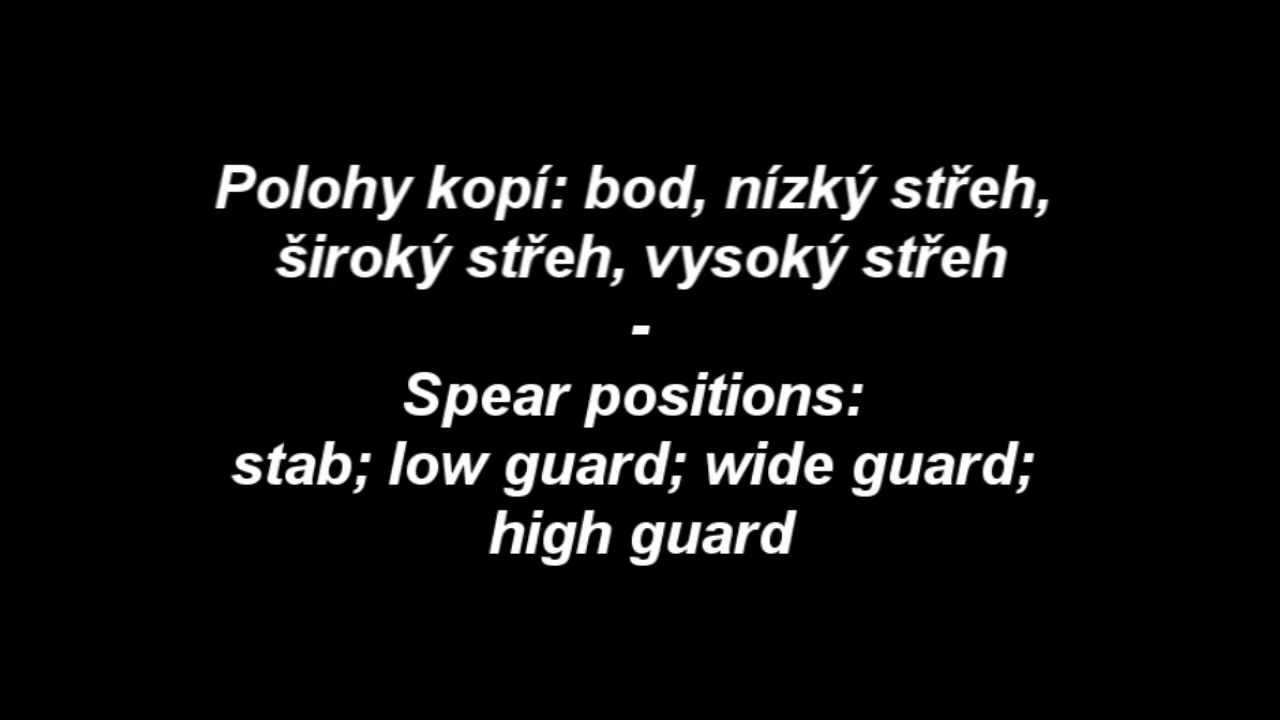 Polohy kopí: bod, nízký střeh,
široký střeh, vysoký střeh
-
Spear positions:
stab; low guard; wide guard;
high guard